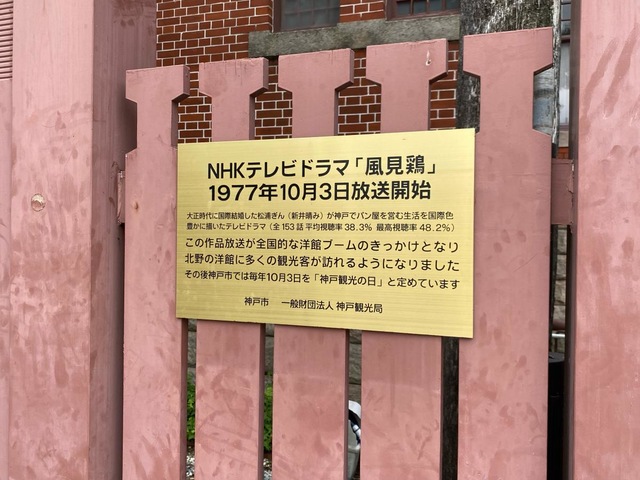 NHKテレビドラマ「風見鶏」
1977年10月3日放送開始
大正時代に国際結婚した松浦ぎん（新井晴み）が神戸でパン屋を営む生活を国際色
豊かに描いたテレビドラマ（全153話 平均視聴率38.3% 最高視聴率48.2%）
この作品放送が全国的な洋館ブームのきっかけとなり
北野の洋館に多くの観光客が訪れるようになりました
その後神戸市では毎年10月3日を「神戸観光の日」と定めています
神戸市 一般財団法人 神戸観光局